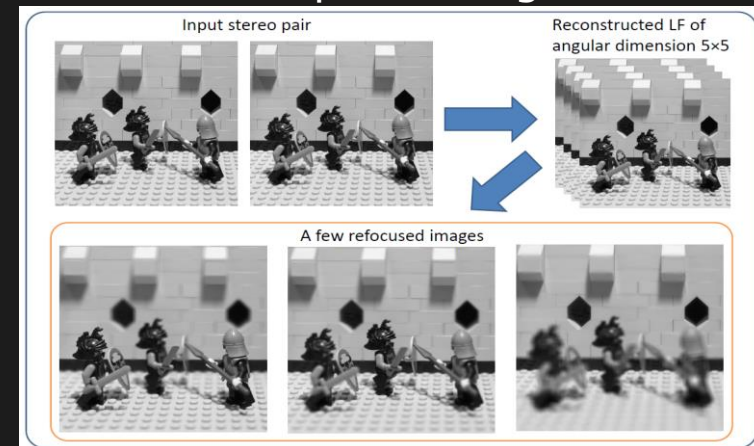 Input stereo pair
Reconstructed LF of
angular dimension 5×5
A few refocused images